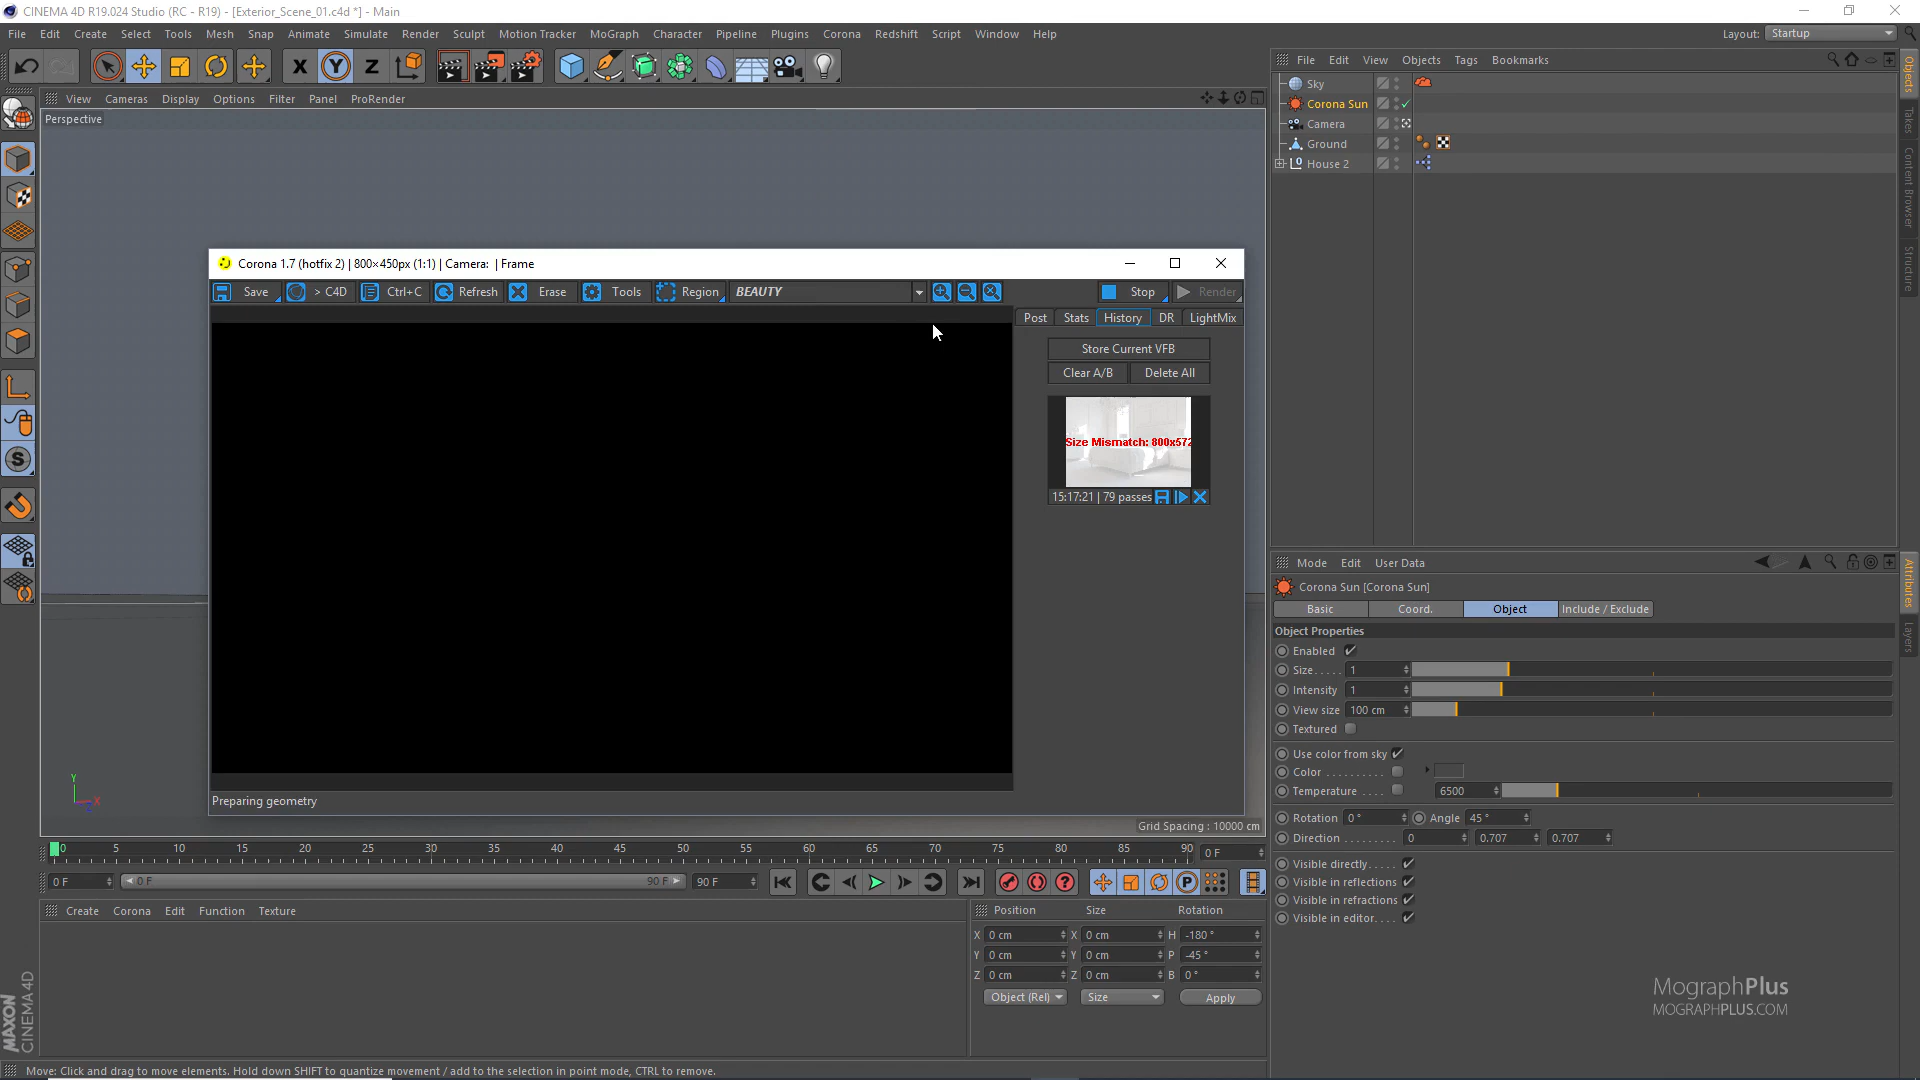 CINEMA 4D R19.024 Studio (RC - R19) - [Exterior_Scene_01.c4d *] - Main
File Edit Create Select Tools Mesh Snap Animate Simulate Render Sculpt Motion Tracker MoGraph Character Pipeline Plugins Corona Redshift Script Window Help Layout: Startup
X Y Z
File Edit View Objects Tags Bookmarks
View Cameras Display Options Filter Panel ProRender
Perspective
Sky
Corona Sun
Camera
Ground
House 2
Objects
Takes
Content Browser
Structure
Corona 1.7 (hotfix 2) | 800×450px (1:1) | Camera: | Frame
Save > C4D Ctrl+C Refresh Erase Tools Region BEAUTY Stop Render
Post Stats History DR LightMix
Store Current VFB
Clear A/B Delete All
Size Mismatch: 800x572
15:17:21 | 79 passes
Preparing geometry
Y
X
Grid Spacing : 10000 cm
Mode Edit User Data
Corona Sun [Corona Sun]
Basic Coord. Object Include / Exclude
Object Properties
Enabled
Size..... 1
Intensity 1
View size 100 cm
Textured
Use color from sky
Color ..........
Temperature .... 6500
Rotation 0 ° Angle 45 °
Direction ......... 0 0.707 0.707
Visible directly.....
Visible in reflections
Visible in refractions
Visible in editor....
Attributes
Layers
0 5 10 15 20 25 30 35 40 45 50 55 60 65 70 75 80 85 90 0 F
0 F 0 F 90 F 90 F
Create Corona Edit Function Texture
Position Size Rotation
X 0 cm X 0 cm H -180 °
Y 0 cm Y 0 cm P -45 °
Z 0 cm Z 0 cm B 0 °
Object (Rel) Size Apply
MographPlus
MOGRAPHPLUS.COM
MAXON
CINEMA 4D
Move: Click and drag to move elements. Hold down SHIFT to quantize movement / add to the selection in point mode, CTRL to remove.